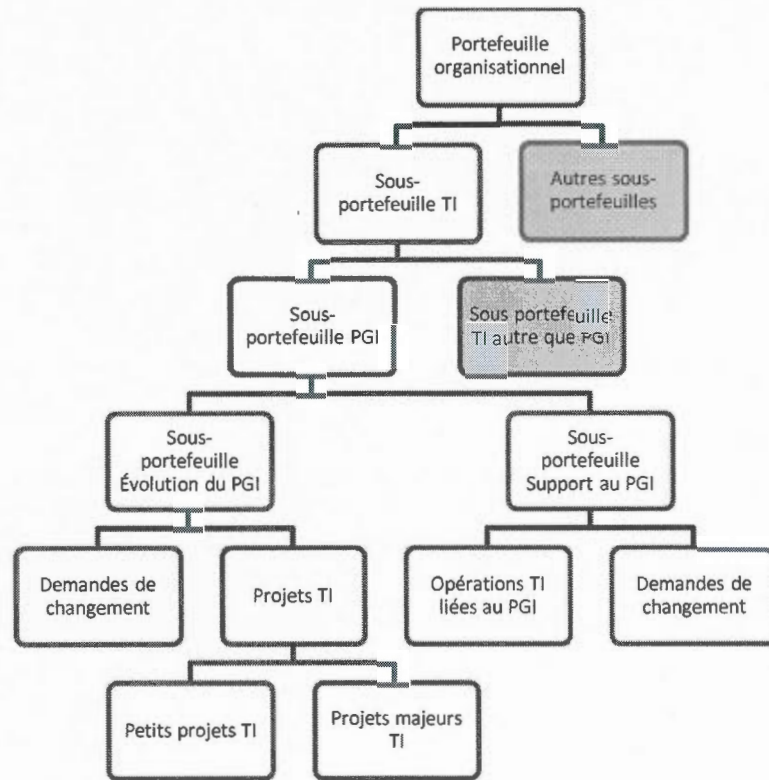 Portefeuille
organisationnel
Sous-
portefeuille TI
Autres sous-
portefeuilles
Sous-
portefeuille PGI
Sous portefeuille
TI autre que PGI
Sous-
portefeuille
Évolution du PGI
Sous-
portefeuille
Support au PGI
Demandes de
changement
Projets TI
Opérations TI
liées au PGI
Demandes de
changement
Petits projets TI
Projets majeurs
TI